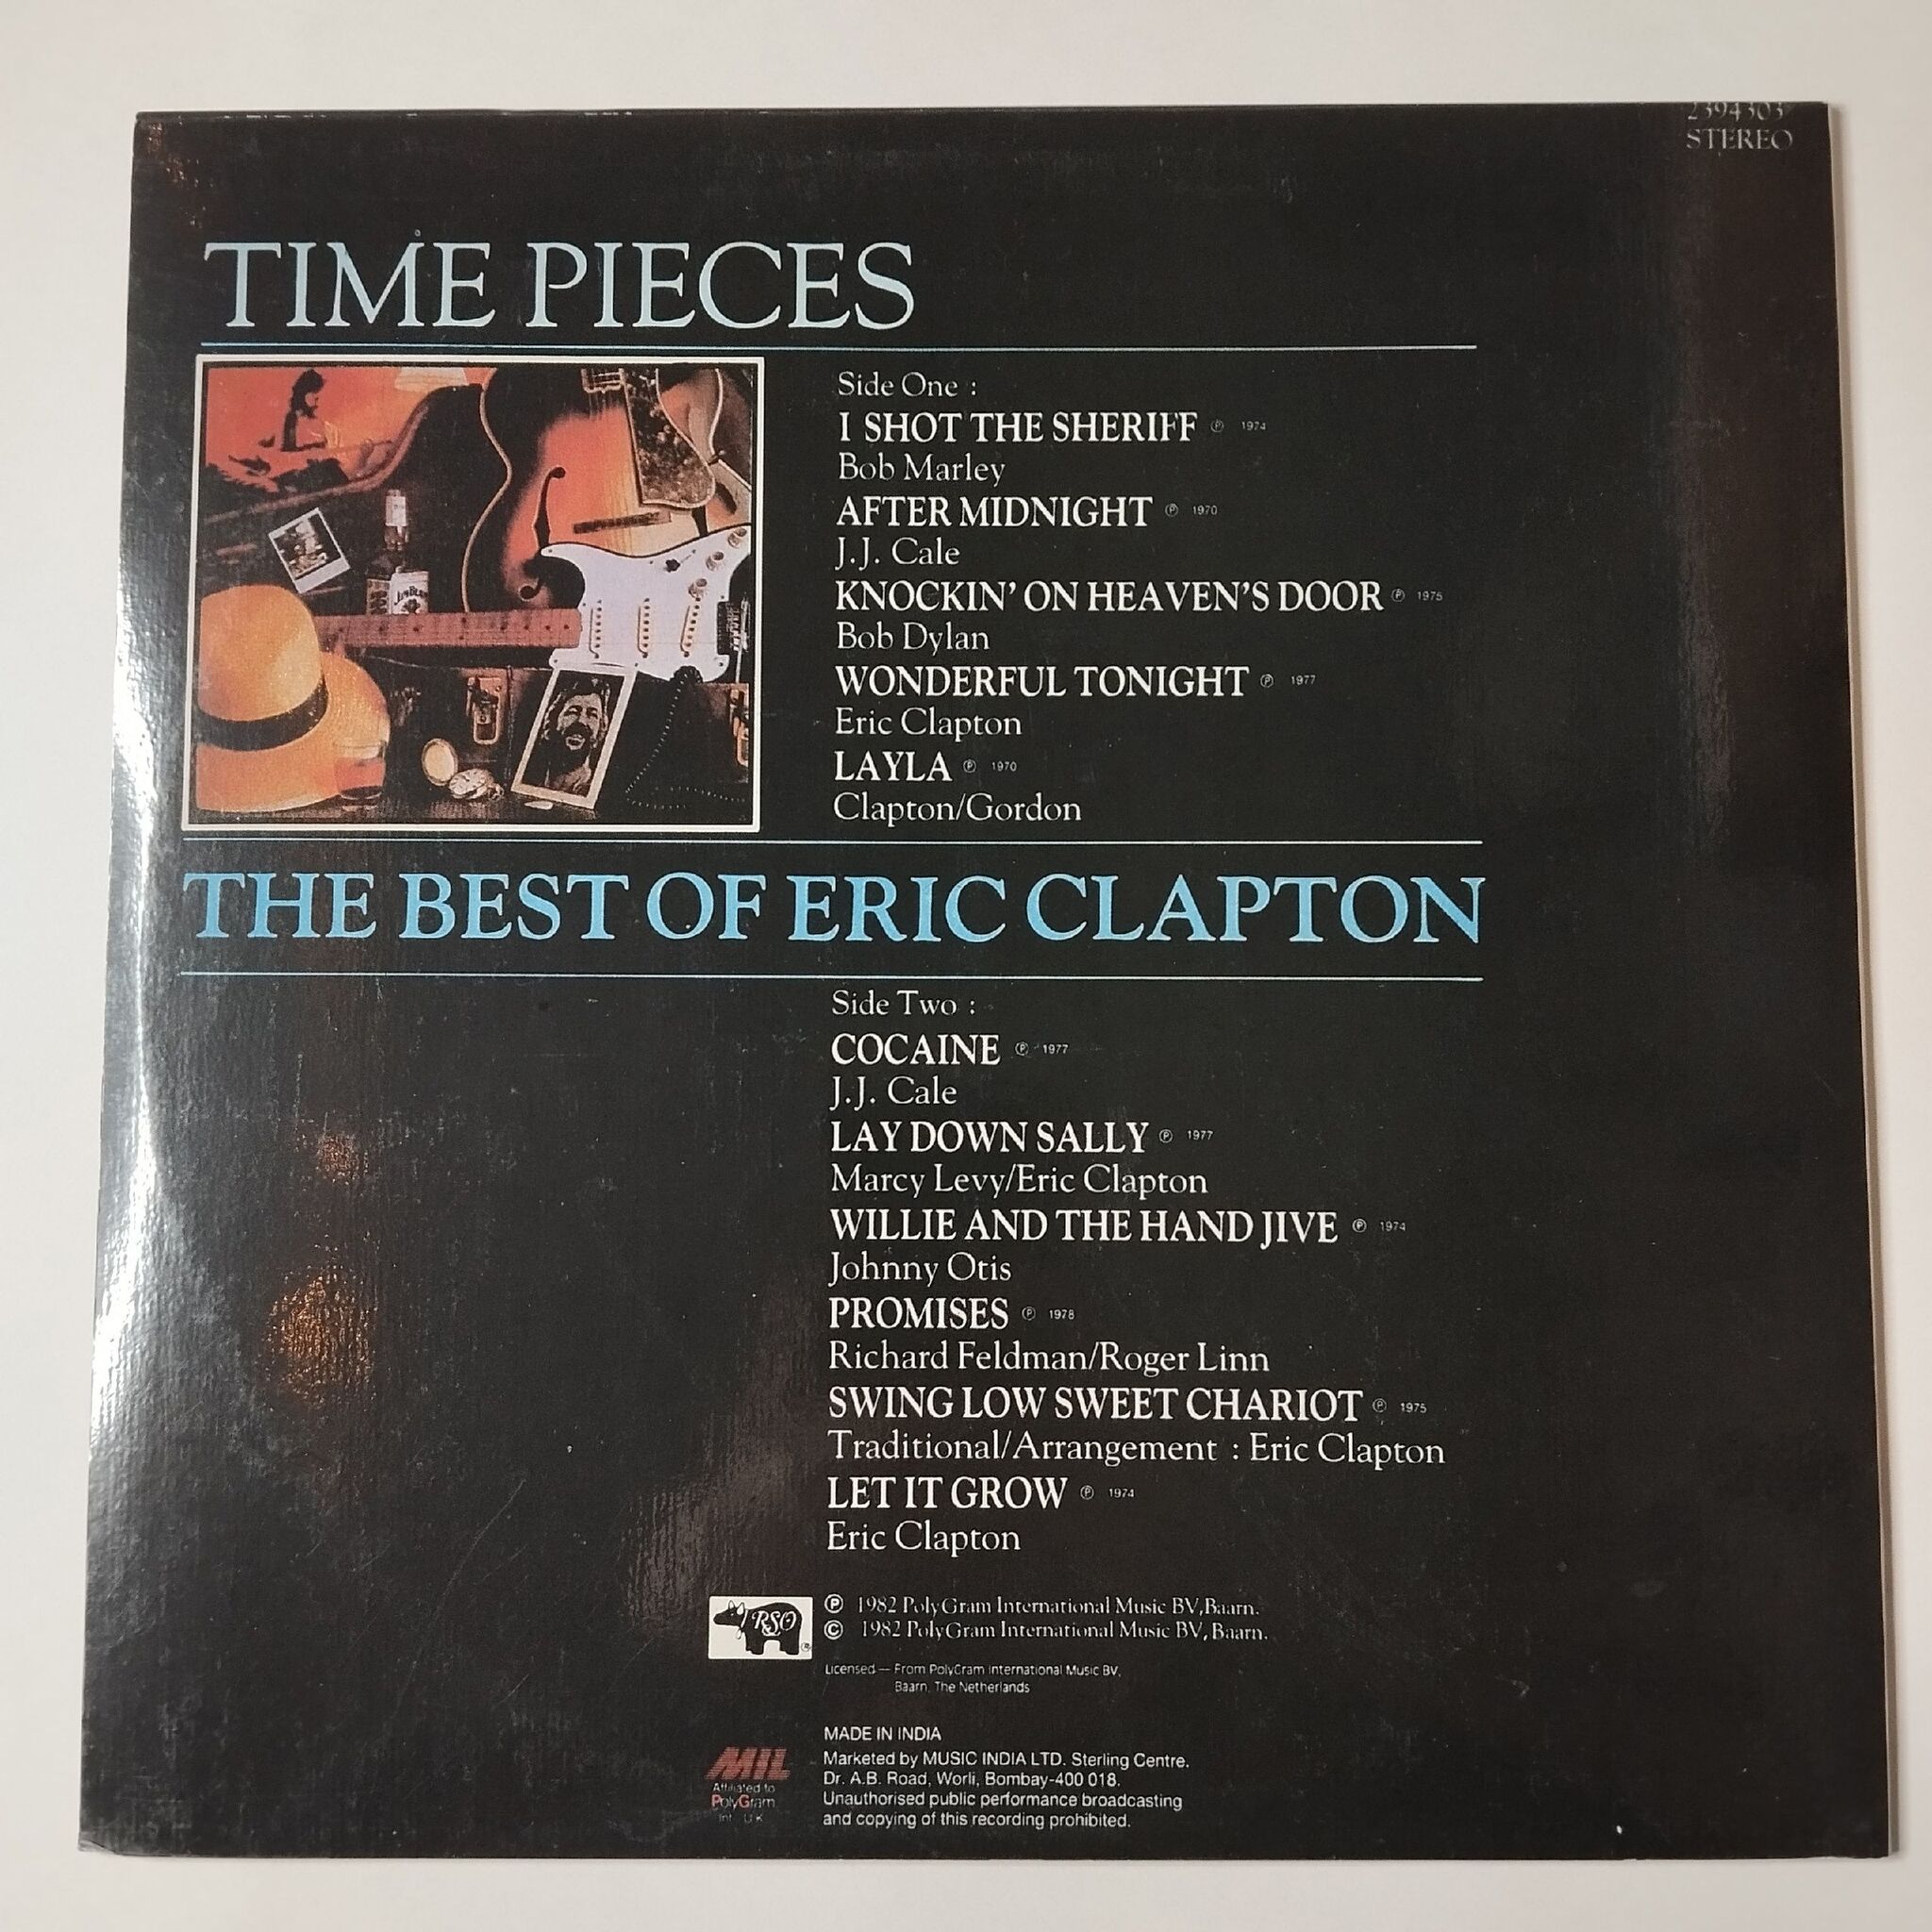 2394303
STEREO
TIME PIECES
Side One :
I SHOT THE SHERIFF ℗ 1974
Bob Marley
AFTER MIDNIGHT ℗ 1970
J.J. Cale
KNOCKIN' ON HEAVEN'S DOOR ℗ 1975
Bob Dylan
WONDERFUL TONIGHT ℗ 1977
Eric Clapton
LAYLA ℗ 1970
Clapton/Gordon
JIM BEAM
THE BEST OF ERIC CLAPTON
Side Two :
COCAINE ℗ 1977
J.J. Cale
LAY DOWN SALLY ℗ 1977
Marcy Levy/Eric Clapton
WILLIE AND THE HAND JIVE ℗ 1974
Johnny Otis
PROMISES ℗ 1978
Richard Feldman/Roger Linn
SWING LOW SWEET CHARIOT ℗ 1975
Traditional/Arrangement : Eric Clapton
LET IT GROW ℗ 1974
Eric Clapton
RSO ®
℗ 1982 PolyGram International Music BV, Baarn.
© 1982 PolyGram International Music BV, Baarn.
Licensed — From PolyGram International Music BV,
Baarn, The Netherlands
MADE IN INDIA
Marketed by MUSIC INDIA LTD. Sterling Centre.
Dr. A.B. Road, Worli, Bombay-400 018.
Unauthorised public performance broadcasting
and copying of this recording prohibited.
MIL
Affiliated to
PolyGram
Int. U K